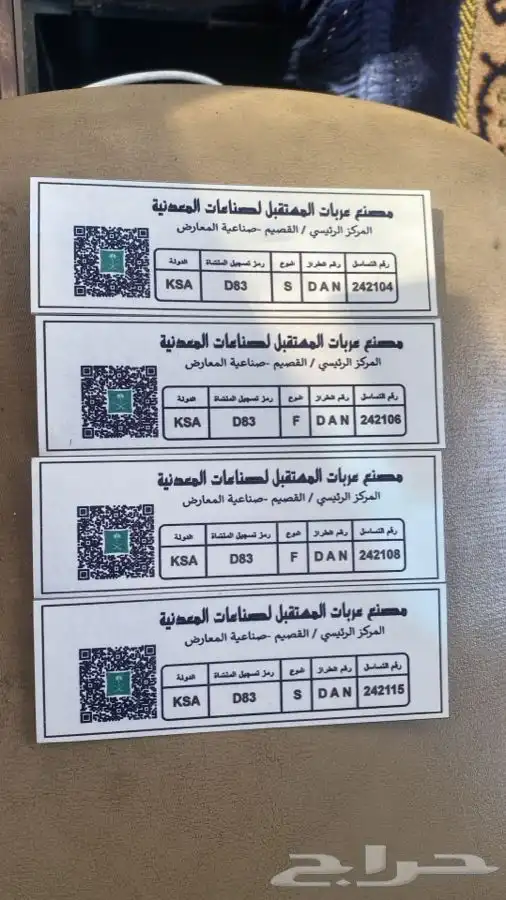 مصنع عربات المستقبل لصناعات المعدنية
المركز الرئيسي / القصيم -صناعية المعارض
رقم التسلسل رقم الطراز النوع رمز تسجيل المنشاة الدولة
242104 DAN S D83 KSA
مصنع عربات المستقبل لصناعات المعدنية
المركز الرئيسي / القصيم -صناعية المعارض
رقم التسلسل رقم الطراز النوع رمز تسجيل المنشاة الدولة
242106 DAN F D83 KSA
مصنع عربات المستقبل لصناعات المعدنية
المركز الرئيسي / القصيم -صناعية المعارض
رقم التسلسل رقم الطراز النوع رمز تسجيل المنشاة الدولة
242108 DAN F D83 KSA
مصنع عربات المستقبل لصناعات المعدنية
المركز الرئيسي / القصيم -صناعية المعارض
رقم التسلسل رقم الطراز النوع رمز تسجيل المنشاة الدولة
242115 DAN S D83 KSA
حراج